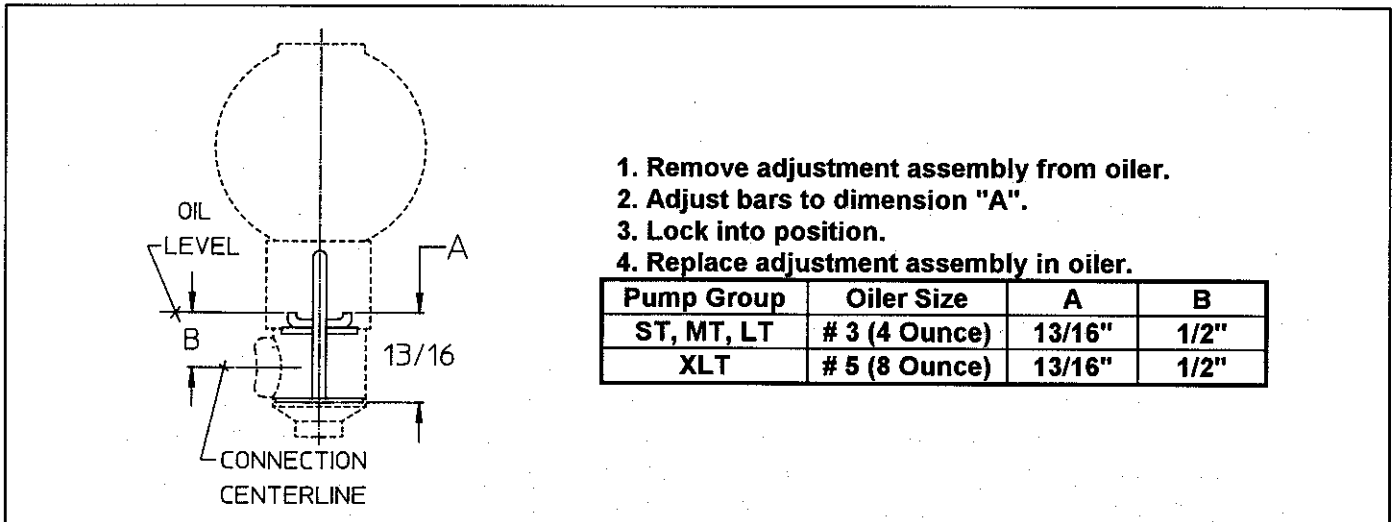 OIL
LEVEL
A
B
13/16
CONNECTION
CENTERLINE
1. Remove adjustment assembly from oiler.
2. Adjust bars to dimension "A".
3. Lock into position.
4. Replace adjustment assembly in oiler.
Pump Group Oiler Size A B
ST, MT, LT # 3 (4 Ounce) 13/16" 1/2"
XLT # 5 (8 Ounce) 13/16" 1/2"